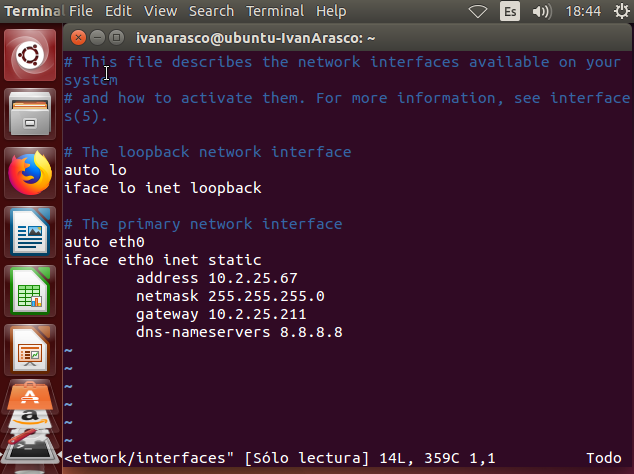 Terminal File Edit View Search Terminal Help Es 18:44
ivanarasco@ubuntu-IvanArasco: ~
# This file describes the network interfaces available on your
system
# and how to activate them. For more information, see interface
s(5).
# The loopback network interface
auto lo
iface lo inet loopback
# The primary network interface
auto eth0
iface eth0 inet static
address 10.2.25.67
netmask 255.255.255.0
gateway 10.2.25.211
dns-nameservers 8.8.8.8
~
~
~
~
~
~
<etwork/interfaces" [Sólo lectura] 14L, 359C 1,1 Todo